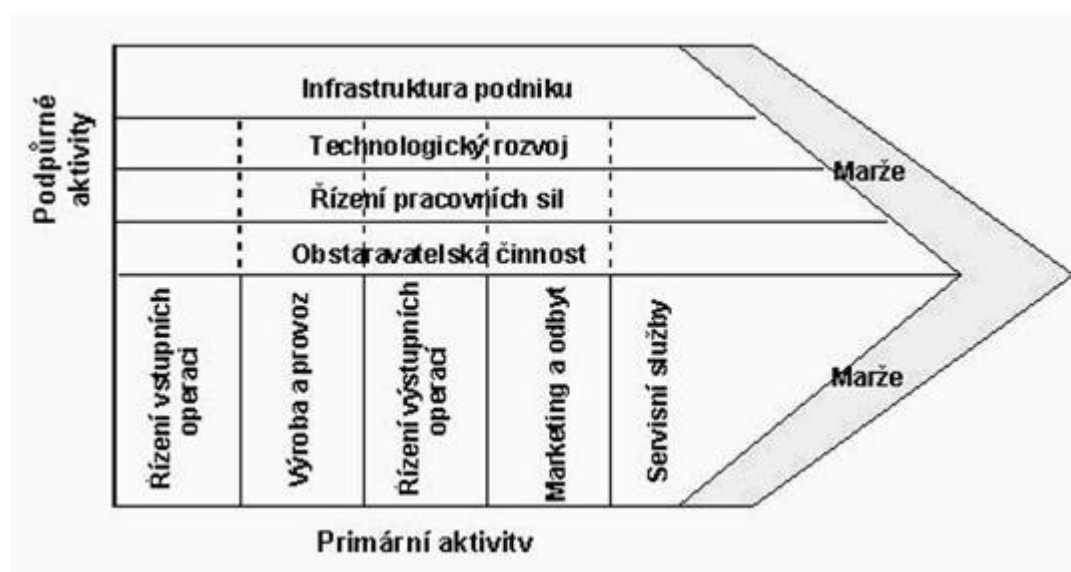 Podpůrné
aktivity
Infrastruktura podniku
Technologický rozvoj
Řízení pracovních sil
Obstaravatelská činnost
Marže
Řízení vstupních
operací
Výroba a provoz
Řízení výstupních
operací
Marketing a odbyt
Servisní služby
Marže
Primární aktivity